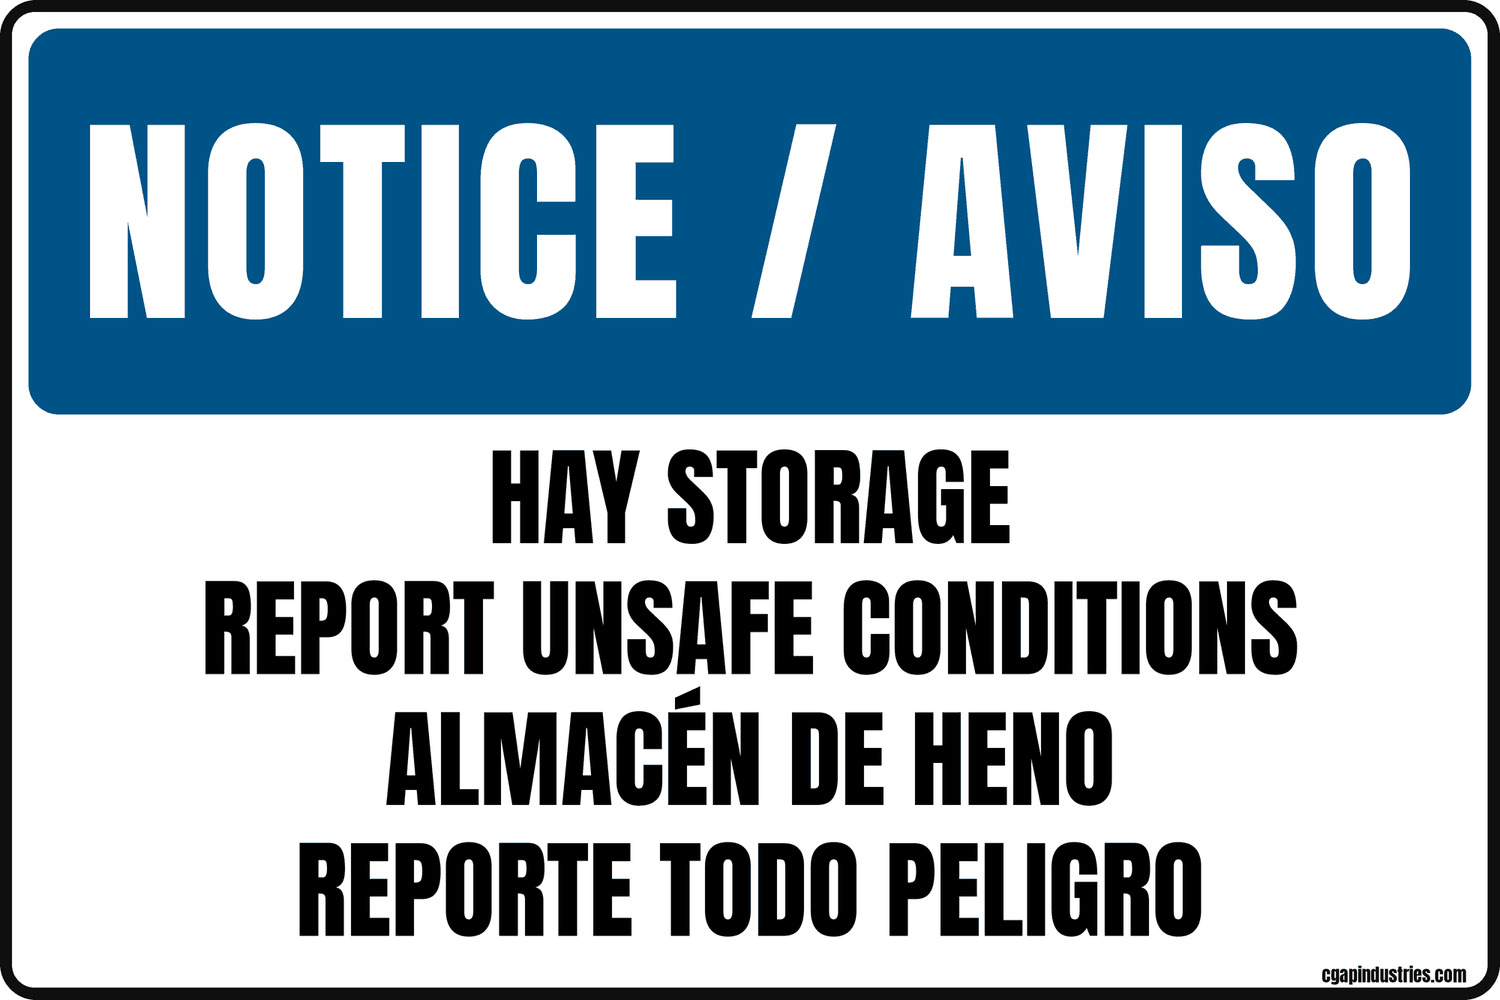 NOTICE / AVISO
HAY STORAGE
REPORT UNSAFE CONDITIONS
ALMACÉN DE HENO
REPORTE TODO PELIGRO
cgapindustries.com